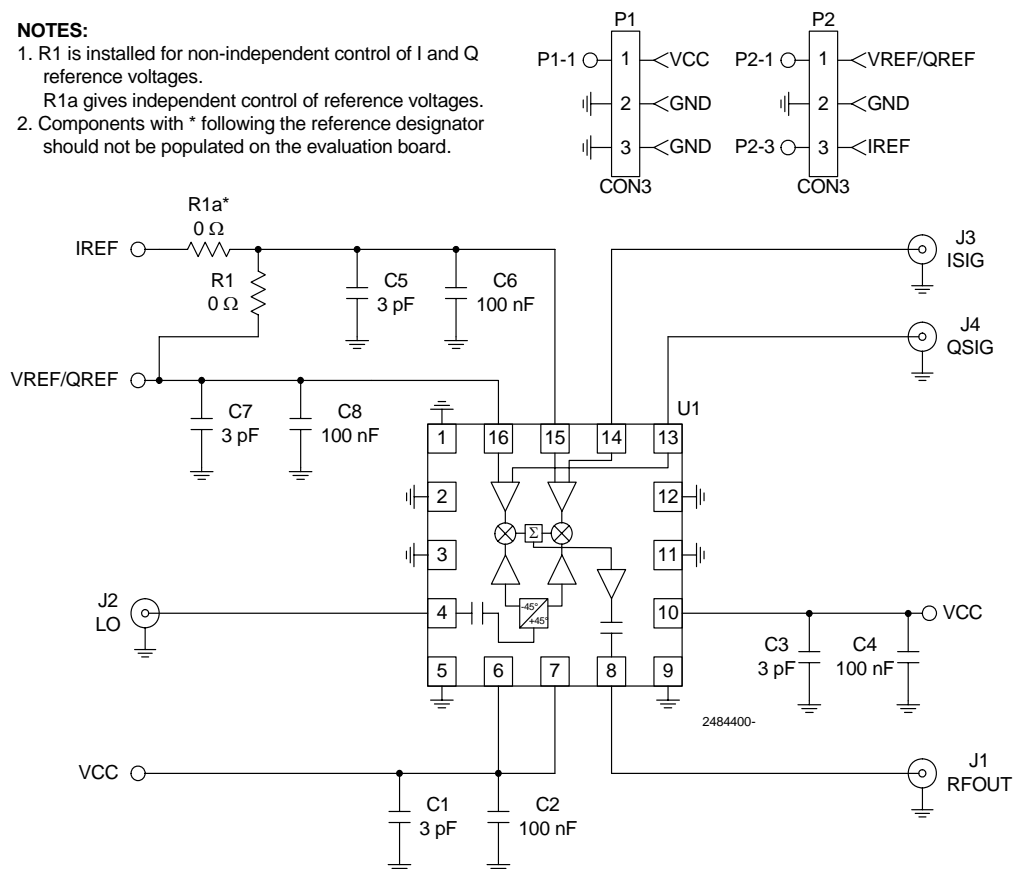 NOTES:
1. R1 is installed for non-independent control of I and Q
reference voltages.
R1a gives independent control of reference voltages.
2. Components with * following the reference designator
should not be populated on the evaluation board.
P1
P1-1 1 VCC
2 GND
3 GND
CON3
P2
P2-1 1 VREF/QREF
2 GND
P2-3 3 IREF
CON3
R1a*
0 Ω
IREF
R1
0 Ω
C5
3 pF
C6
100 nF
J3
ISIG
J4
QSIG
VREF/QREF
C7
3 pF
C8
100 nF
U1
1 16 15 14 13
2 12
Σ
3 11
J2
LO
4 -45° +45° 10
VCC
C3
3 pF
C4
100 nF
5 6 7 8 9
2484400-
VCC
J1
RFOUT
C1
3 pF
C2
100 nF